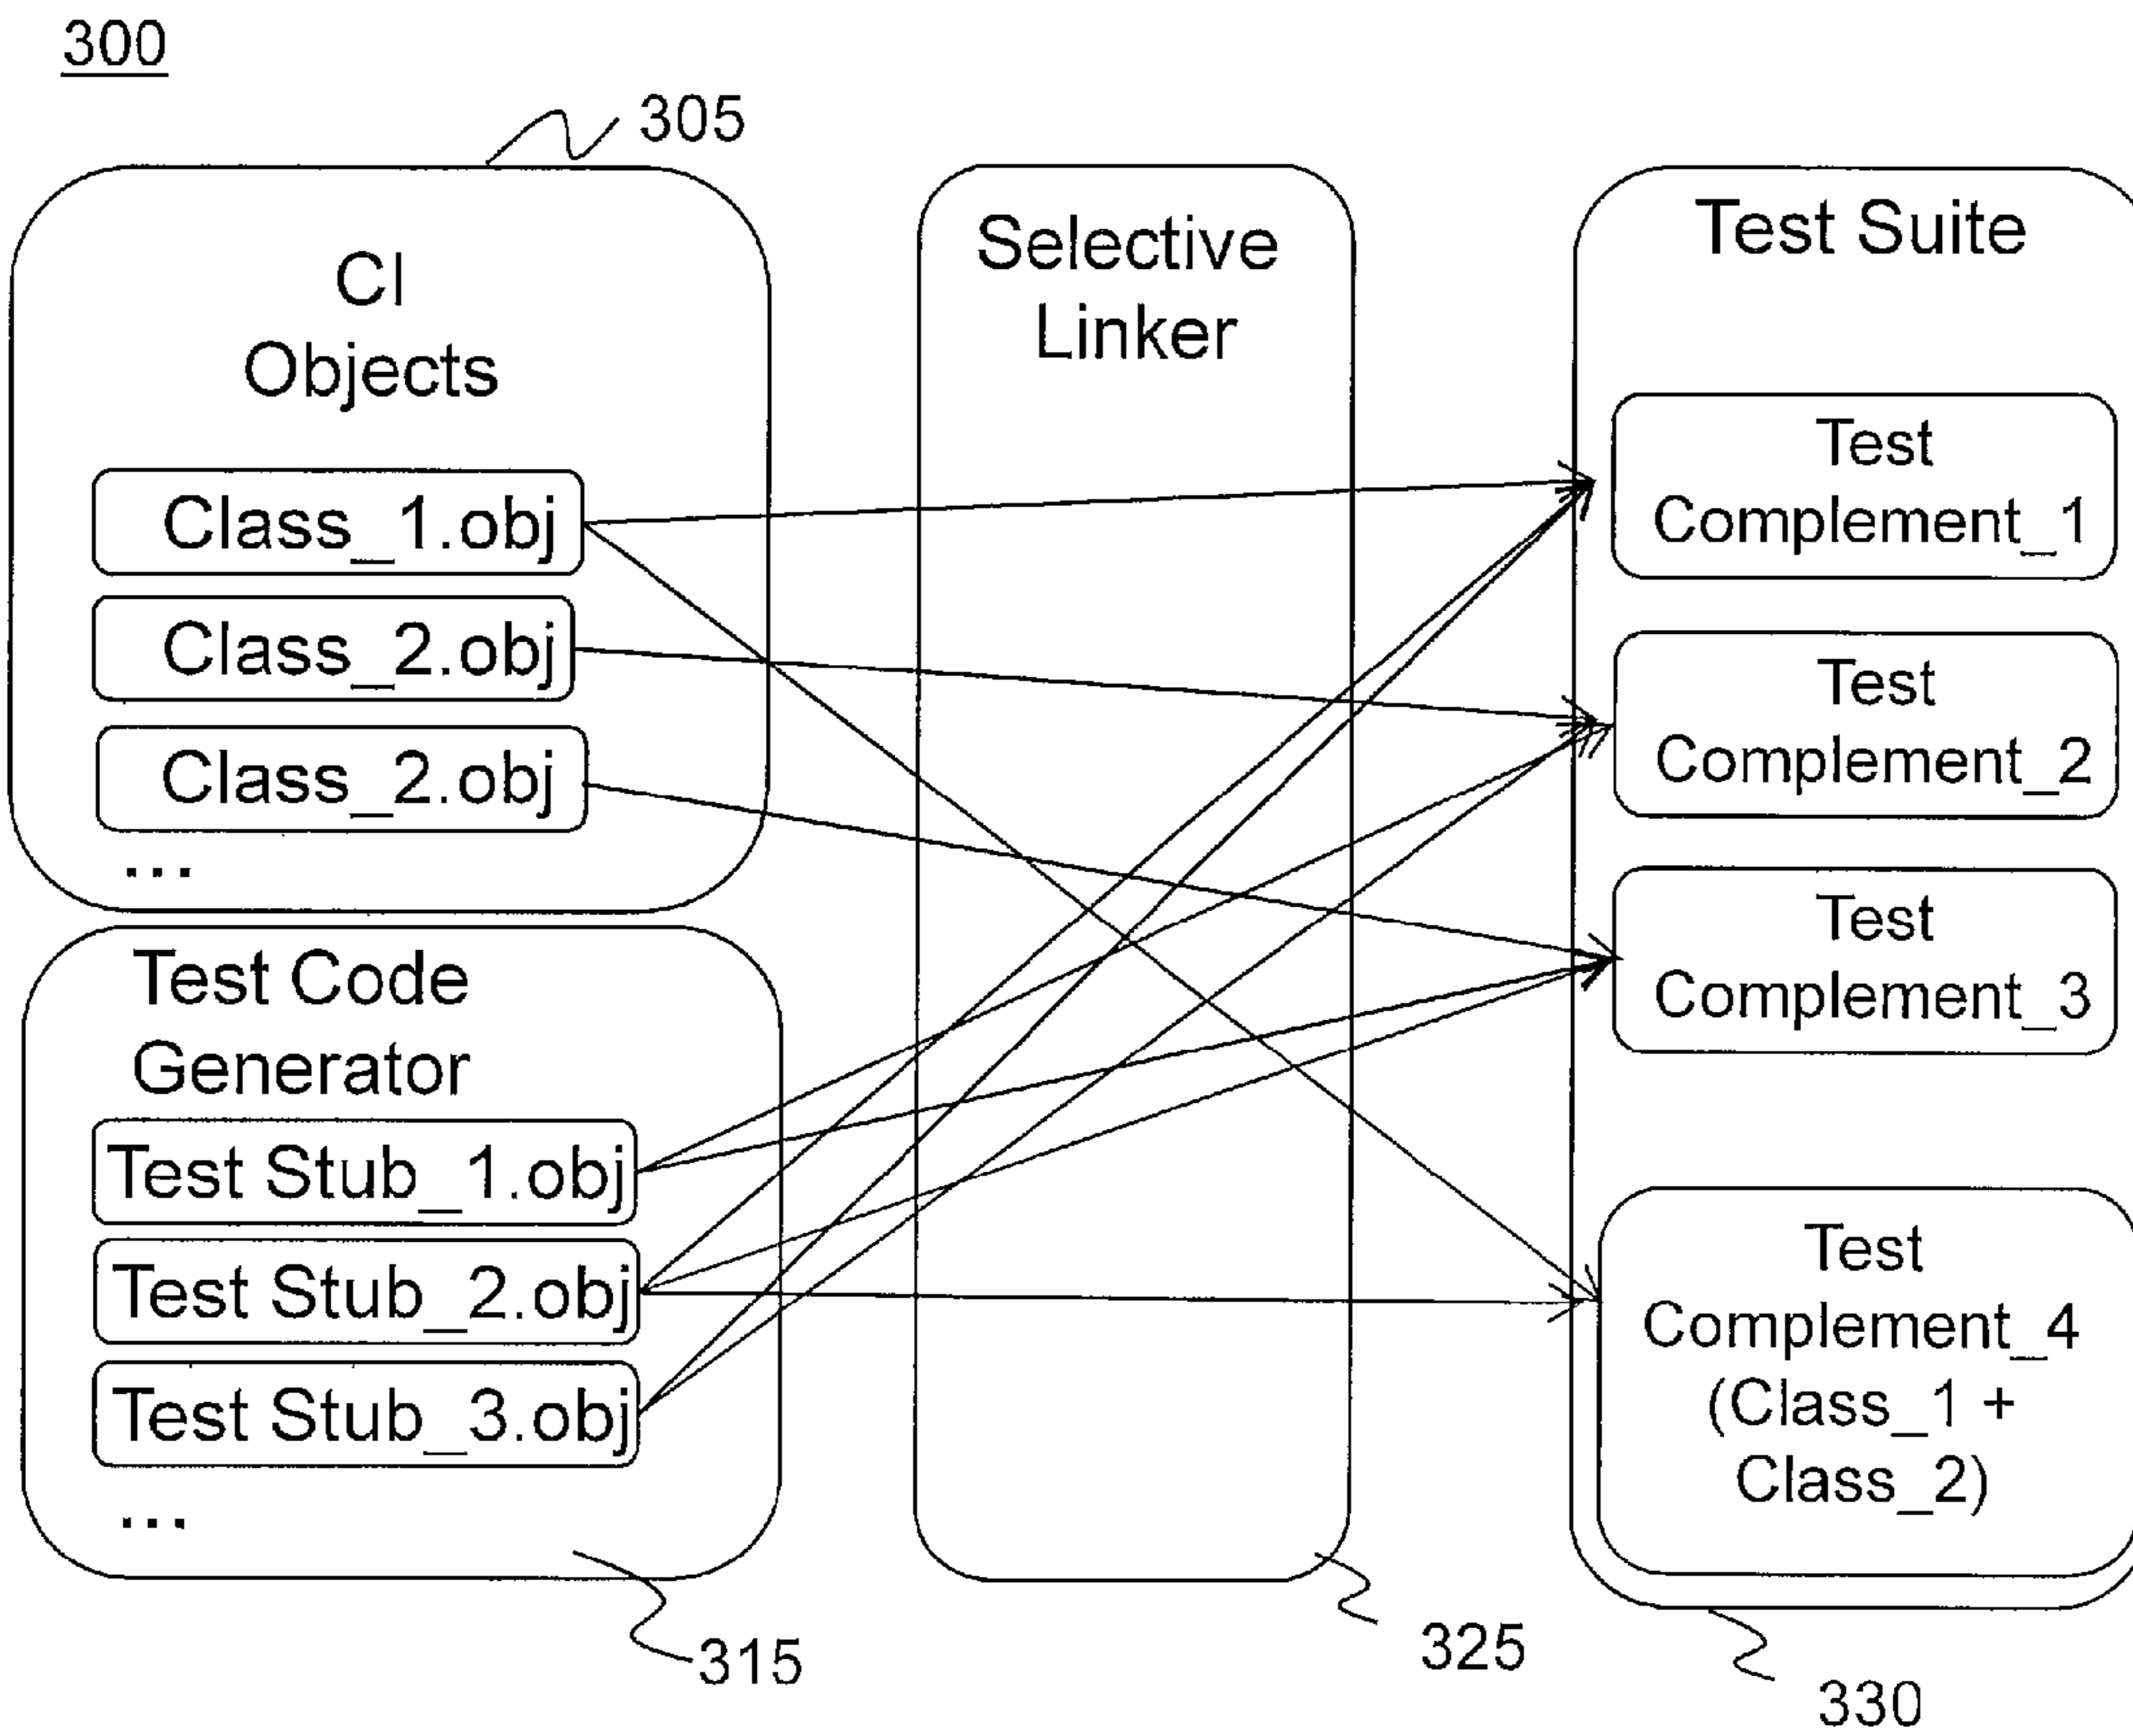 300
305
CI
Objects
Class_1.obj
Class_2.obj
Class_2.obj
...
Test Code
Generator
Test Stub_1.obj
Test Stub_2.obj
Test Stub_3.obj
...
315
Selective
Linker
325
Test Suite
Test
Complement_1
Test
Complement_2
Test
Complement_3
Test
Complement_4
(Class_1 +
Class_2)
330